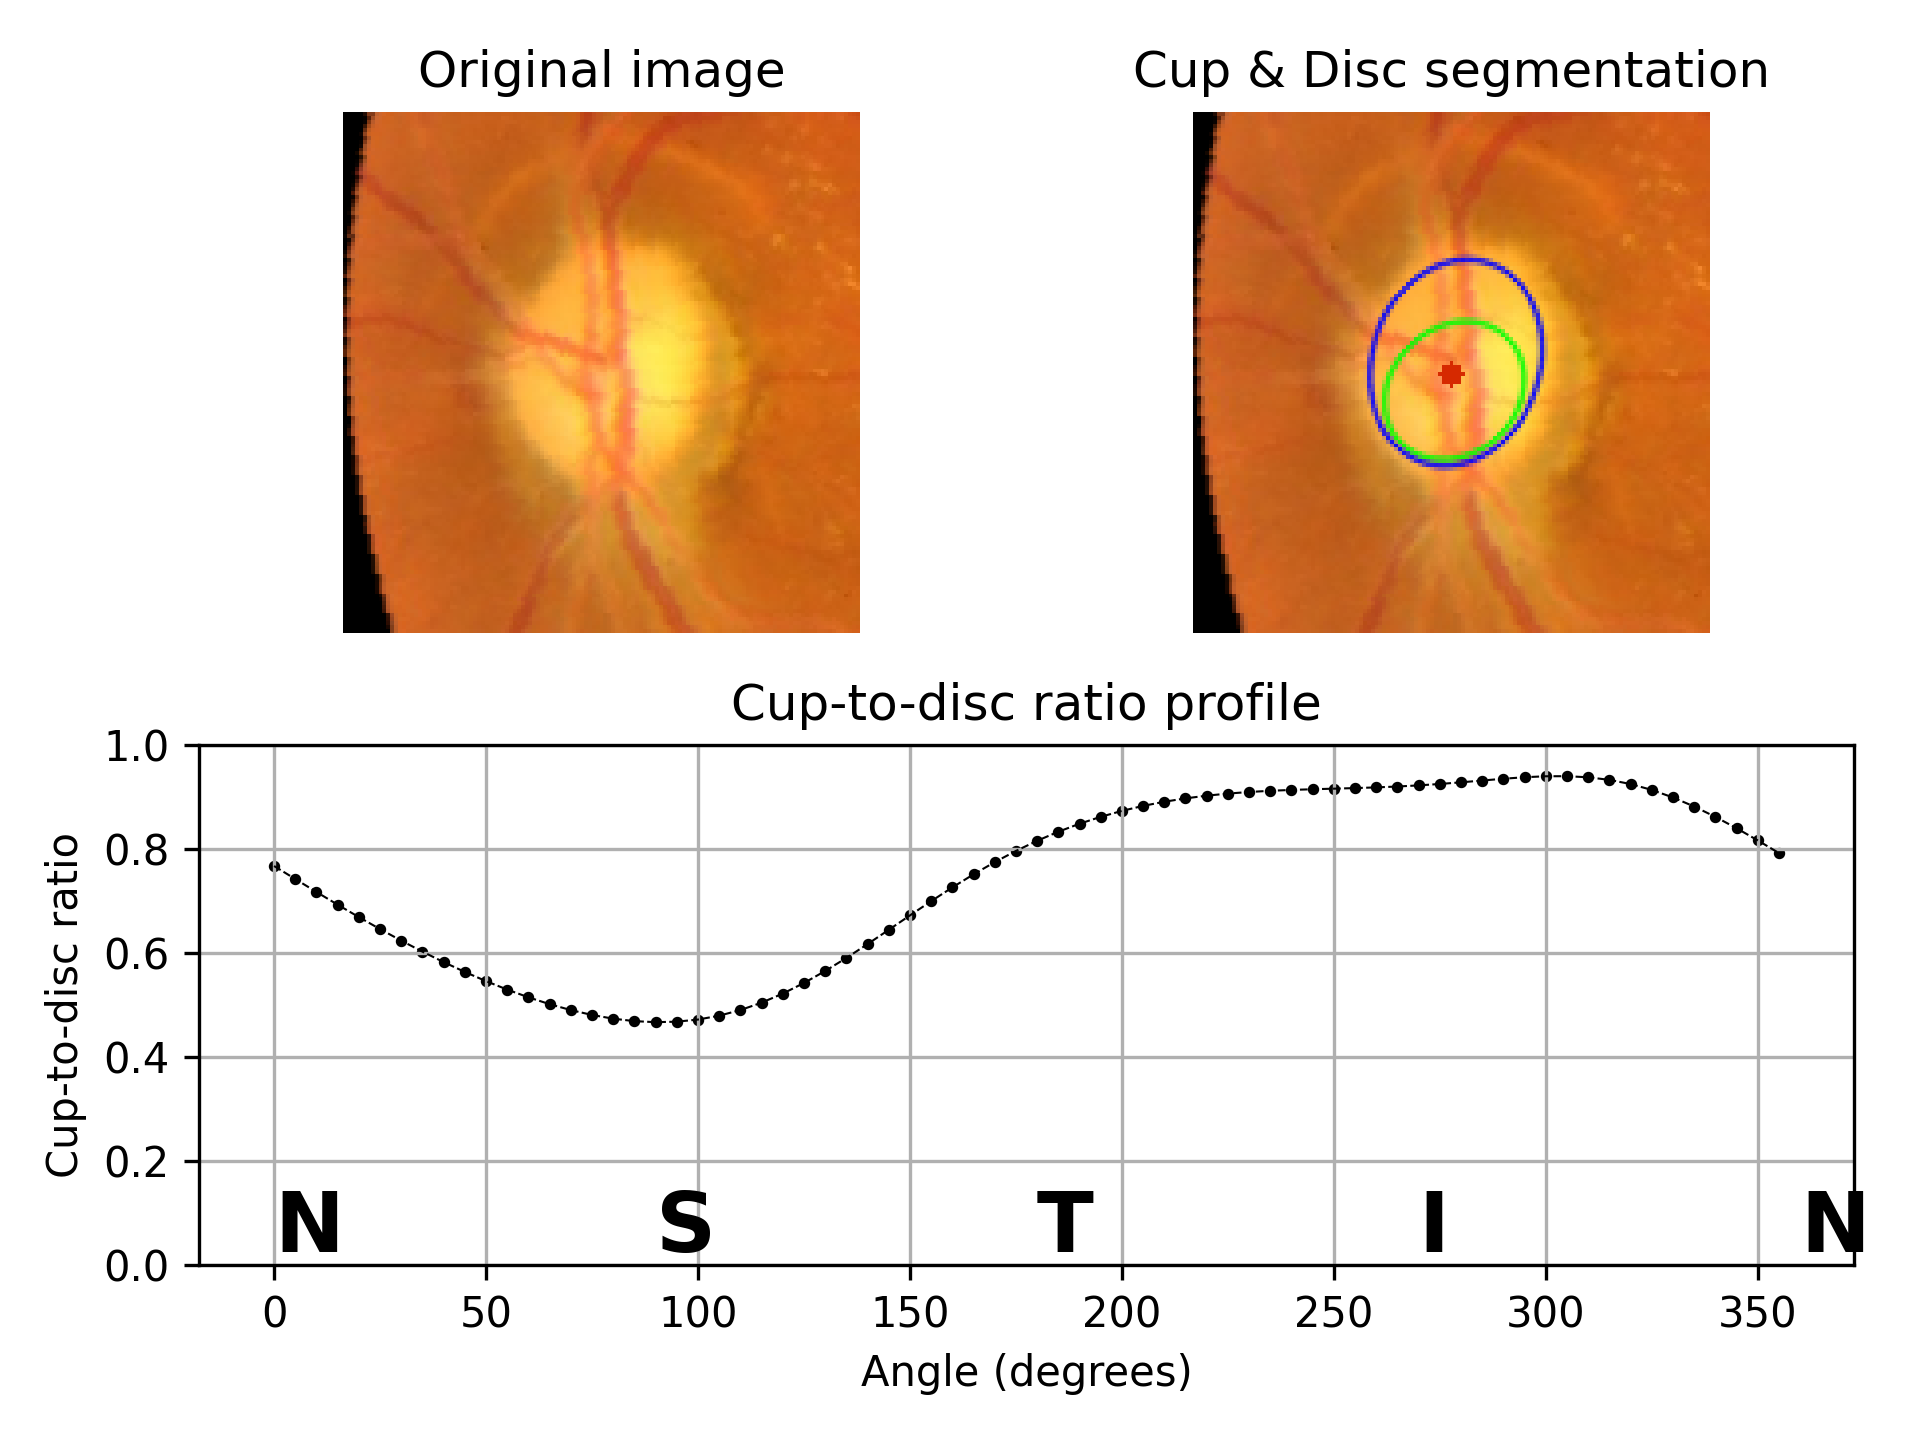 Original image
Cup & Disc segmentation
Cup-to-disc ratio profile
Cup-to-disc ratio
1.0
0.8
0.6
0.4
0.2
0.0
N S T I N
0 50 100 150 200 250 300 350
Angle (degrees)